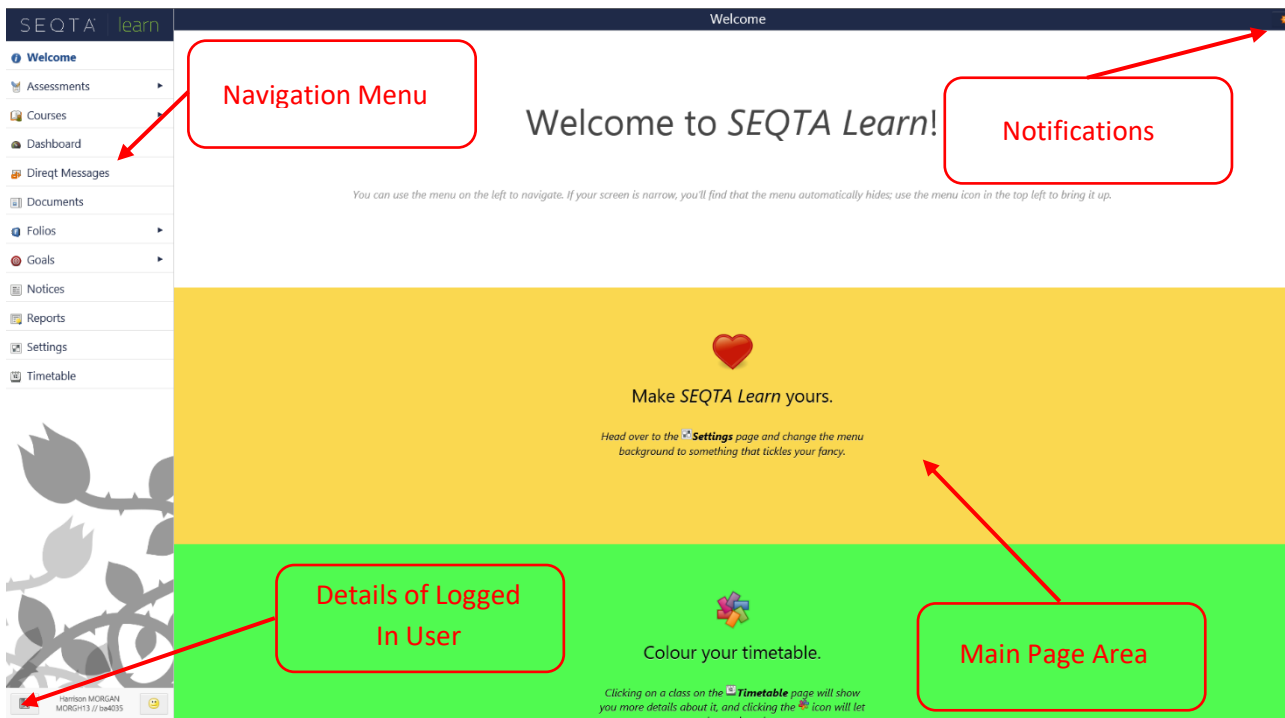 SEQTA learn
Welcome
Welcome
Assessments
Courses
Dashboard
Direqt Messages
Documents
Folios
Goals
Notices
Reports
Settings
Timetable
Navigation Menu
Notifications
Welcome to SEQTA Learn!
You can use the menu on the left to navigate. If your screen is narrow, you'll find that the menu automatically hides; use the menu icon in the top left to bring it up.
Make SEQTA Learn yours.
Head over to the Settings page and change the menu
background to something that tickles your fancy.
Details of Logged
In User
Main Page Area
Colour your timetable.
Clicking on a class on the Timetable page will show
you more details about it, and clicking the icon will let
Harrison MORGAN
MORGH13 // ba4035